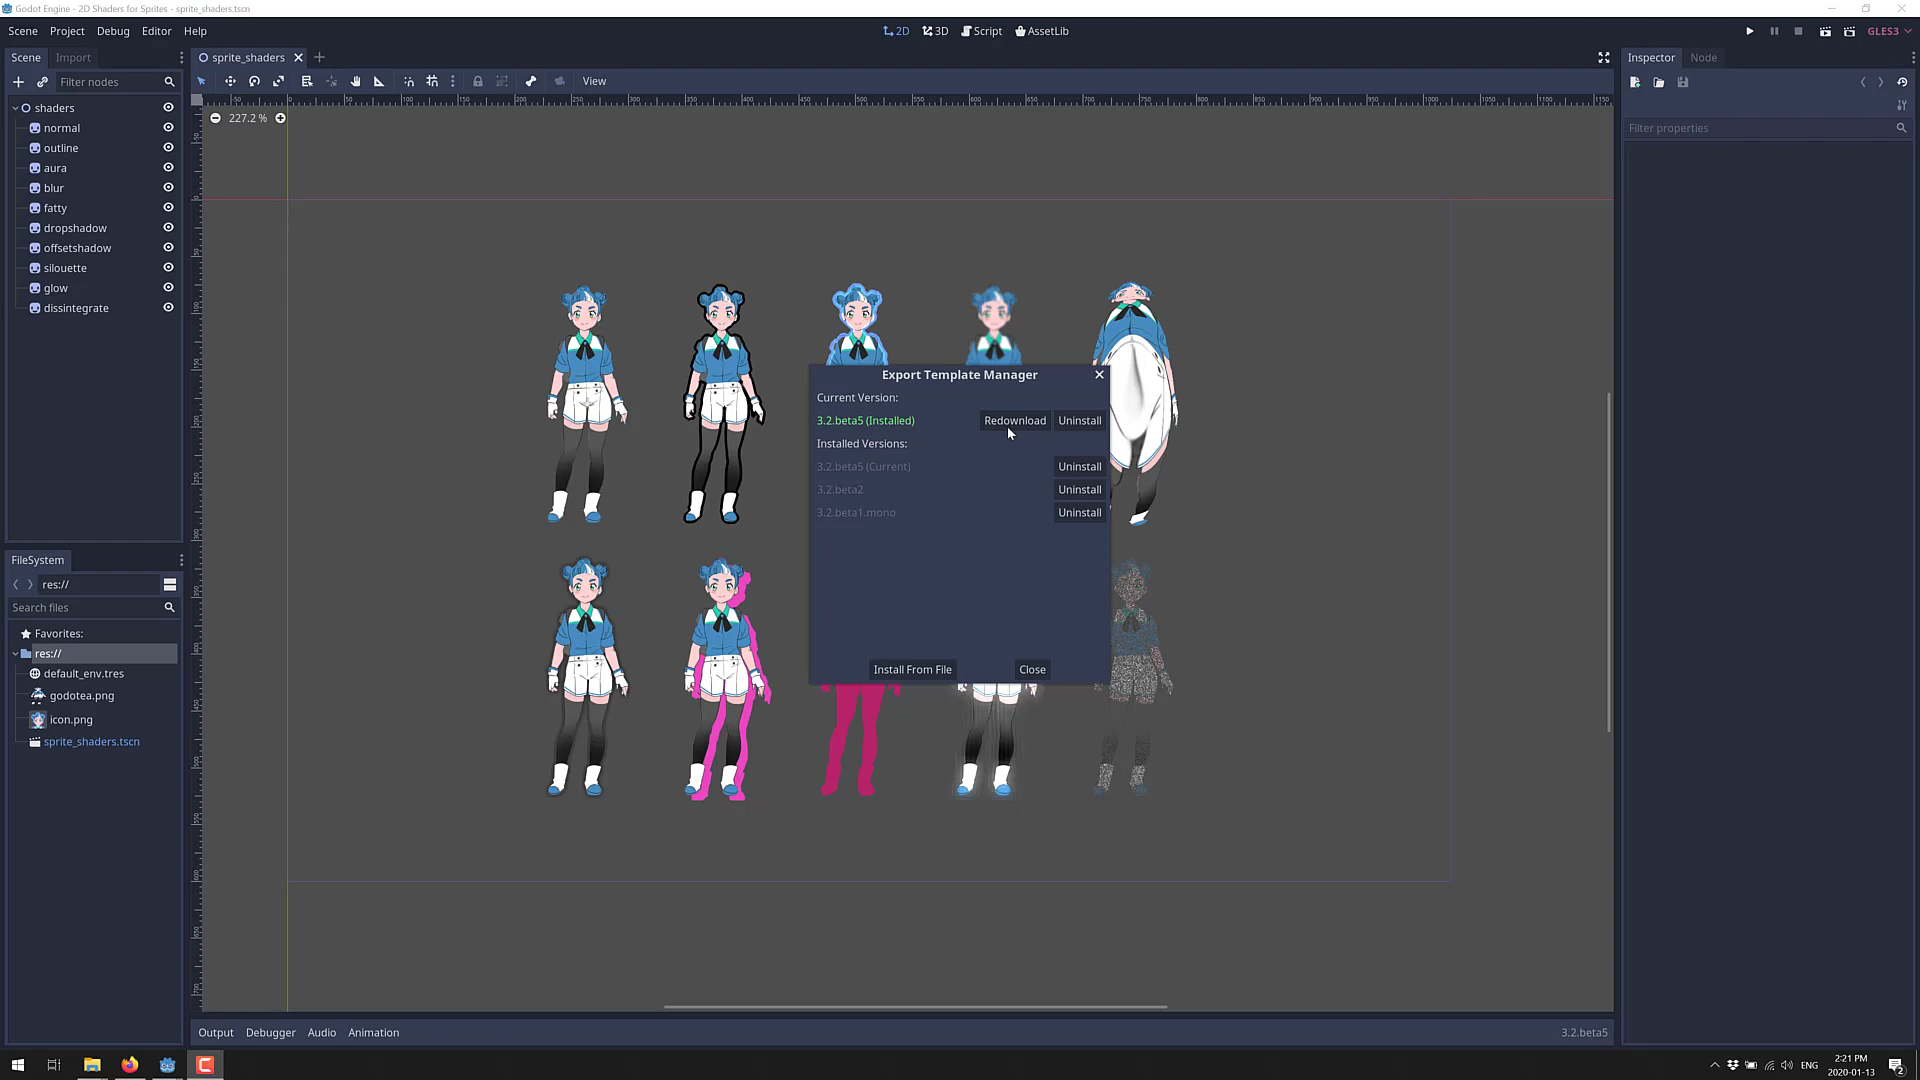 Godot Engine - 2D Shaders for Sprites - sprite_shaders.tscn
Scene Project Debug Editor Help
2D 3D Script AssetLib
GLES3
Scene Import
Filter nodes
shaders
normal
outline
aura
blur
fatty
dropshadow
offsetshadow
silouette
glow
dissintegrate
FileSystem
res://
Search files
Favorites:
res://
default_env.tres
godotea.png
icon.png
sprite_shaders.tscn
sprite_shaders
View
227.2 %
Export Template Manager
Current Version:
3.2.beta5 (Installed) Redownload Uninstall
Installed Versions:
3.2.beta5 (Current) Uninstall
3.2.beta2 Uninstall
3.2.beta1.mono Uninstall
Install From File Close
Output Debugger Audio Animation
3.2.beta5
Inspector Node
Filter properties
ENG
2:21 PM
2020-01-13
2